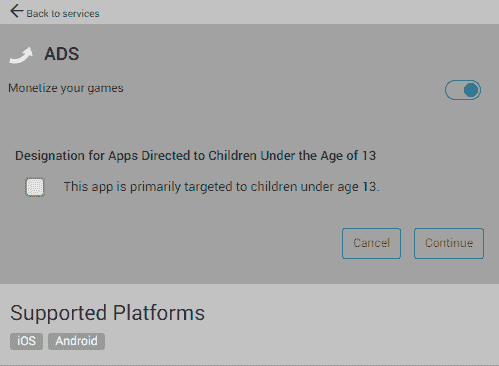 Back to services
ADS
Monetize your games
Designation for Apps Directed to Children Under the Age of 13
This app is primarily targeted to children under age 13.
Cancel Continue
Supported Platforms
iOS Android